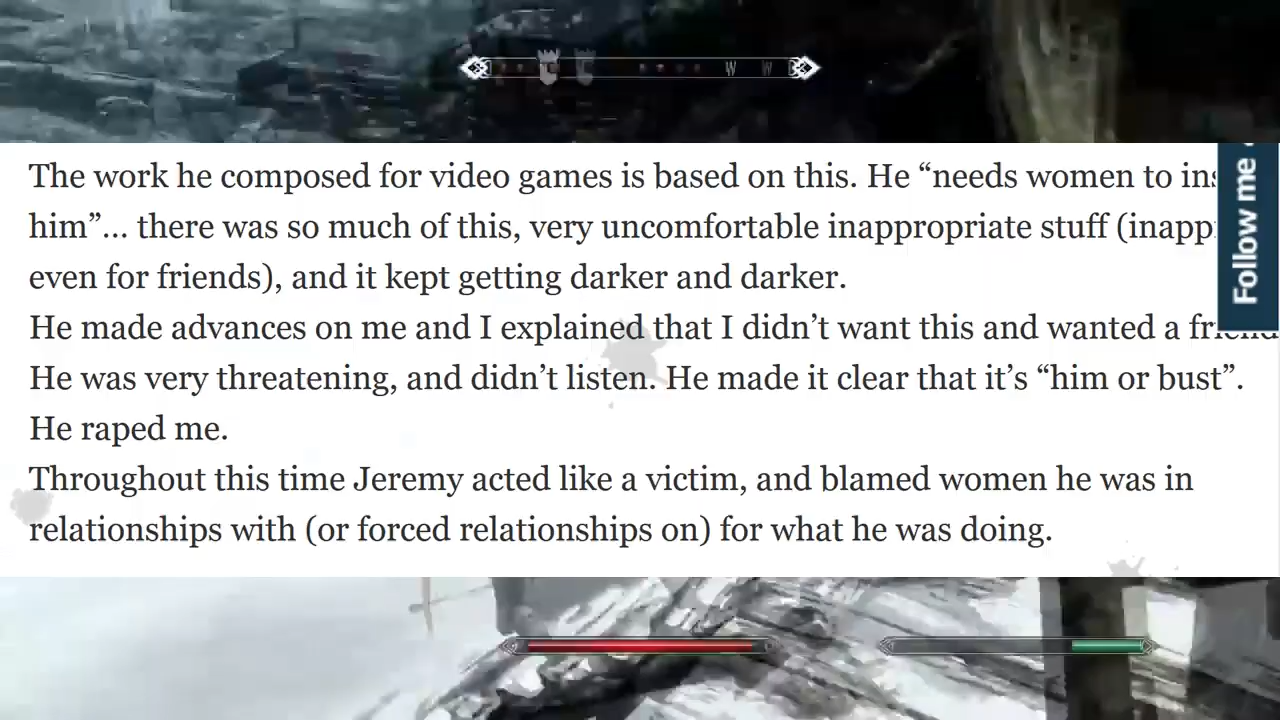 W W
The work he composed for video games is based on this. He “needs women to
him”... there was so much of this, very uncomfortable inappropriate stuff
even for friends), and it kept getting darker and darker.
He made advances on me and I explained that I didn’t want this and wanted a
He was very threatening, and didn’t listen. He made it clear that it’s “him or bust”.
He raped me.
Throughout this time Jeremy acted like a victim, and blamed women he was in
relationships with (or forced relationships on) for what he was doing.
Follow me